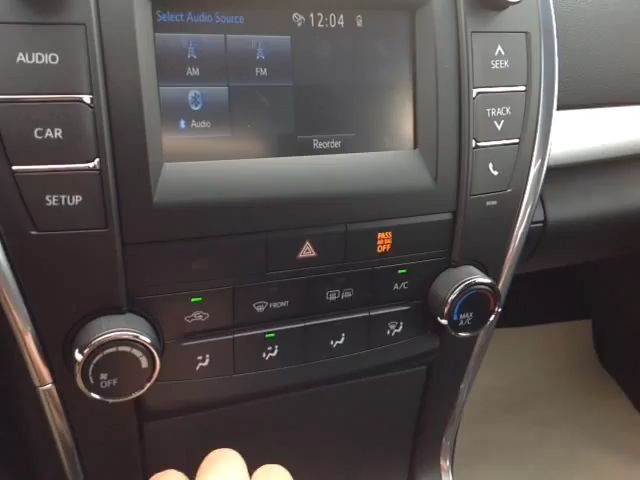 Select Audio Source
12:04
AUDIO
AM
FM
SEEK
CAR
Audio
TRACK
Reorder
SETUP
PASS
AIR BAG
OFF
FRONT
A/C
MAX
A/C
OFF